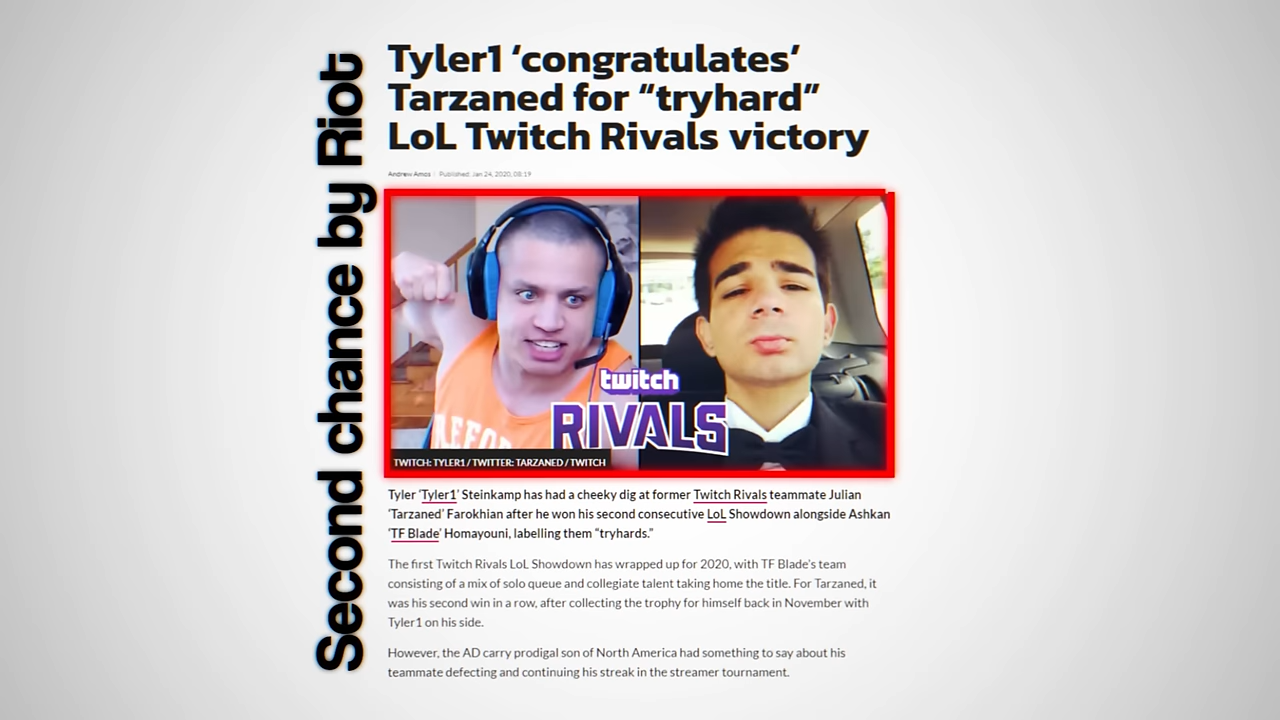 Second chance by Riot
Tyler1 ‘congratulates’
Tarzaned for “tryhard”
LoL Twitch Rivals victory
Andrew Amos | Published: Jan 24, 2020, 08:19
REFO
twitch
RIVALS
TWITCH: TYLER1 / TWITTER: TARZANED / TWITCH
Tyler ‘Tyler1’ Steinkamp has had a cheeky dig at former Twitch Rivals teammate Julian
‘Tarzaned’ Farokhian after he won his second consecutive LoL Showdown alongside Ashkan
‘TF Blade’ Homayouni, labelling them “tryhards.”
The first Twitch Rivals LoL Showdown has wrapped up for 2020, with TF Blade’s team
consisting of a mix of solo queue and collegiate talent taking home the title. For Tarzaned, it
was his second win in a row, after collecting the trophy for himself back in November with
Tyler1 on his side.
However, the AD carry prodigal son of North America had something to say about his
teammate defecting and continuing his streak in the streamer tournament.